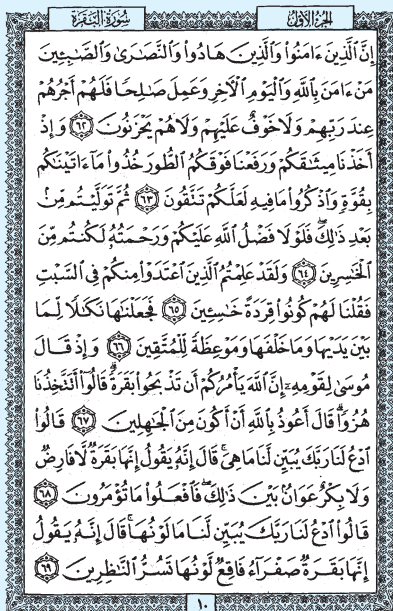 الجزء الأول
سورة البقرة
إِنَّ الَّذِينَ ءَامَنُوا۟ وَالَّذِينَ هَادُوا۟ وَالنَّصَـٰرَىٰ وَالصَّـٰبِـِٔينَ
مَنْ ءَامَنَ بِاللَّهِ وَالْيَوْمِ الْـَٔاخِرِ وَعَمِلَ صَـٰلِحًا فَلَهُمْ أَجْرُهُمْ
عِندَ رَبِّهِمْ وَلَا خَوْفٌ عَلَيْهِمْ وَلَا هُمْ يَحْزَنُونَ ٦٢ وَإِذْ
أَخَذْنَا مِيثَـٰقَكُمْ وَرَفَعْنَا فَوْقَكُمُ الطُّورَ خُذُوا۟ مَآ ءَاتَيْنَـٰكُم
بِقُوَّةٍ وَاذْكُرُوا۟ مَا فِيهِ لَعَلَّكُمْ تَتَّقُونَ ٦٣ ثُمَّ تَوَلَّيْتُم مِّنۢ
بَعْدِ ذَٰلِكَ ۖ فَلَوْلَا فَضْلُ اللَّهِ عَلَيْكُمْ وَرَحْمَتُهُۥ لَكُنتُم مِّنَ
الْخَـٰسِرِينَ ٦٤ وَلَقَدْ عَلِمْتُمُ الَّذِينَ اعْتَدَوْا۟ مِنكُمْ فِى السَّبْتِ
فَقُلْنَا لَهُمْ كُونُوا۟ قِرَدَةً خَـٰسِـِٔينَ ٦٥ فَجَعَلْنَـٰهَا نَكَـٰلًا لِّمَا
بَيْنَ يَدَيْهَا وَمَا خَلْفَهَا وَمَوْعِظَةً لِّلْمُتَّقِينَ ٦٦ وَإِذْ قَالَ
مُوسَىٰ لِقَوْمِهِۦٓ إِنَّ اللَّهَ يَأْمُرُكُمْ أَن تَذْبَحُوا۟ بَقَرَةً ۖ قَالُوٓا۟ أَتَتَّخِذُنَا
هُزُوًا ۖ قَالَ أَعُوذُ بِاللَّهِ أَنْ أَكُونَ مِنَ الْجَـٰهِلِينَ ٦٧ قَالُوا۟
ادْعُ لَنَا رَبَّكَ يُبَيِّن لَّنَا مَا هِىَ ۚ قَالَ إِنَّهُۥ يَقُولُ إِنَّهَا بَقَرَةٌ لَّا فَارِضٌ
وَلَا بِكْرٌ عَوَانٌۢ بَيْنَ ذَٰلِكَ ۖ فَافْعَلُوا۟ مَا تُؤْمَرُونَ ٦٨
قَالُوا۟ ادْعُ لَنَا رَبَّكَ يُبَيِّن لَّنَا مَا لَوْنُهَا ۚ قَالَ إِنَّهُۥ يَقُولُ
إِنَّهَا بَقَرَةٌ صَفْرَآءُ فَاقِعٌ لَّوْنُهَا تَسُرُّ النَّـٰظِرِينَ ٦٩
١٠